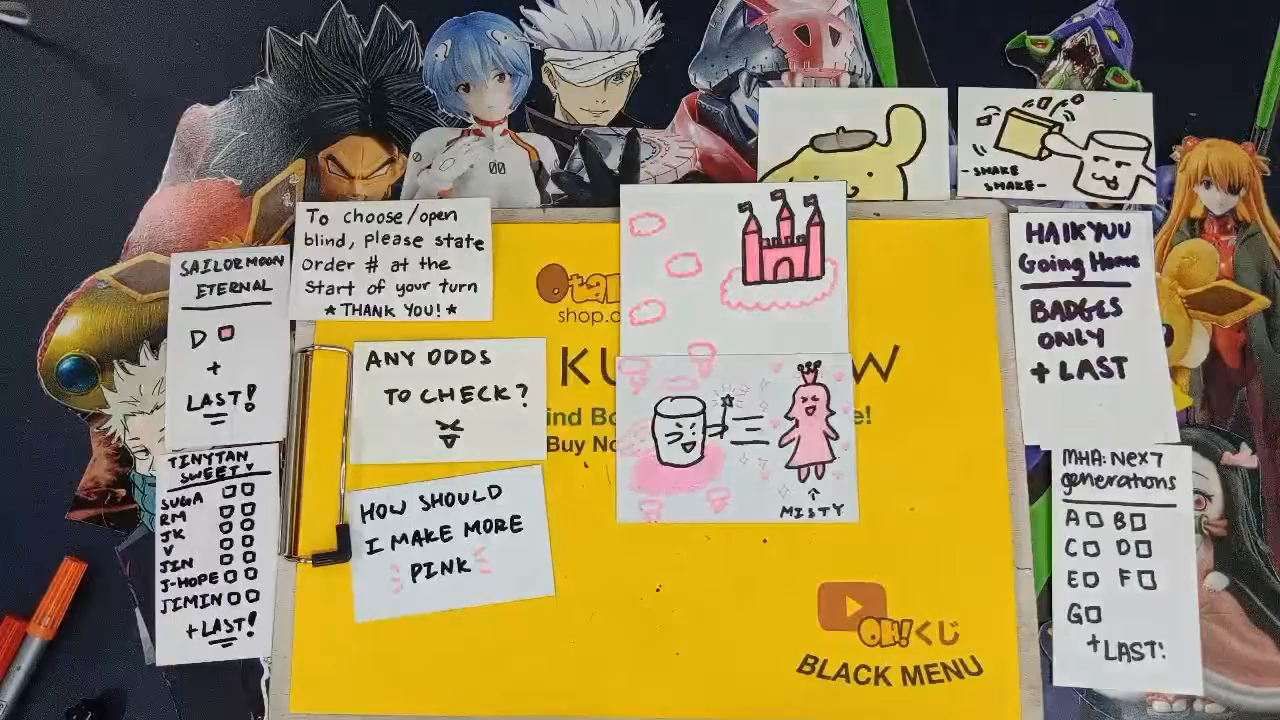 SAILORMOON
ETERNAL
D
+
LAST!
TINYTAN
SWEET
SUGA
RM
JK
V
JIN
J-HOPE
JIMIN
+LAST!
To choose/open
blind, please state
order # at the
start of your turn
★THANK YOU!★
ANY ODDS
TO CHECK?
HOW SHOULD
I MAKE MORE
PINK
00
shop.c
KU
W
ind Bo
e!
Buy No
MISTY
-SHAKE
SHAKE-
HAIKYUU
Going Home
BADGES
ONLY
+ LAST
MHA: Next
generations
A B
C D
E F
G
+LAST!
OH!くじ
BLACK MENU